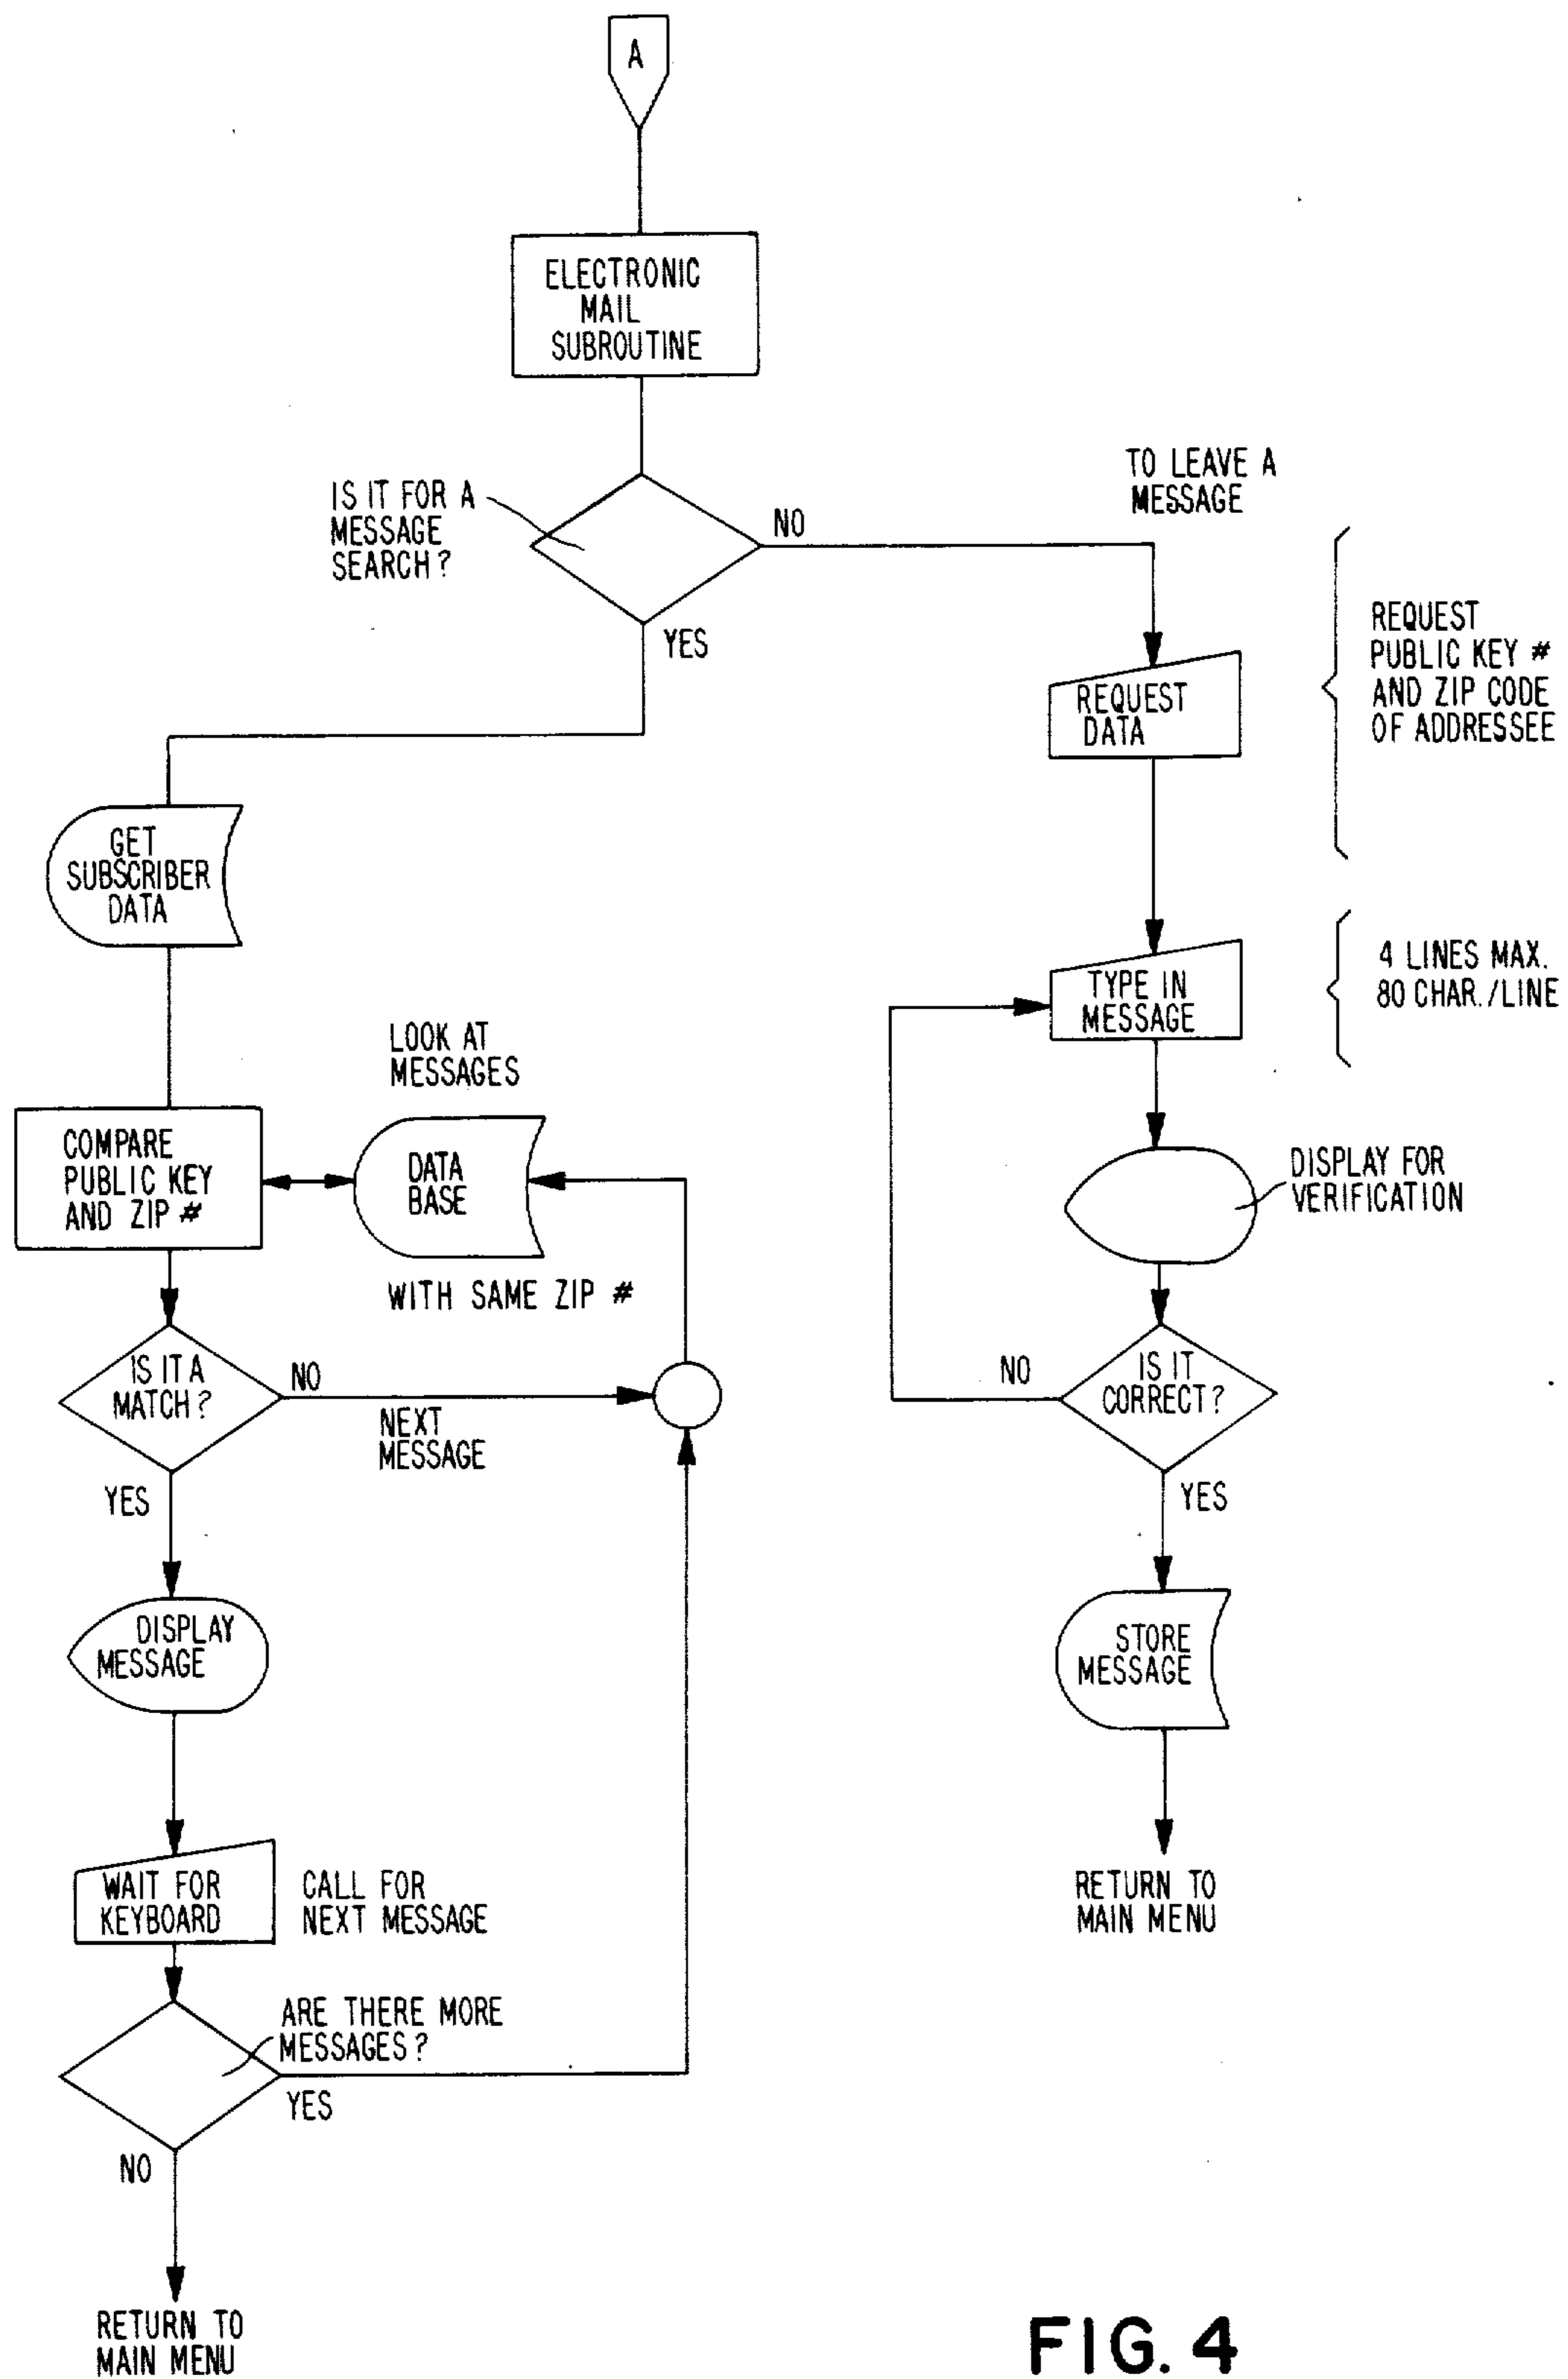 A
ELECTRONIC
MAIL
SUBROUTINE
IS IT FOR A
MESSAGE
SEARCH?
NO
YES
TO LEAVE A
MESSAGE
REQUEST
DATA
REQUEST
PUBLIC KEY #
AND ZIP CODE
OF ADDRESSEE
GET
SUBSCRIBER
DATA
TYPE IN
MESSAGE
4 LINES MAX.
80 CHAR./LINE
LOOK AT
MESSAGES
COMPARE
PUBLIC KEY
AND ZIP #
DATA
BASE
WITH SAME ZIP #
DISPLAY FOR
VERIFICATION
IS IT A
MATCH?
NO
NEXT
MESSAGE
YES
IS IT
CORRECT?
NO
YES
DISPLAY
MESSAGE
STORE
MESSAGE
WAIT FOR
KEYBOARD
CALL FOR
NEXT MESSAGE
RETURN TO
MAIN MENU
ARE THERE MORE
MESSAGES?
YES
NO
RETURN TO
MAIN MENU
FIG. 4